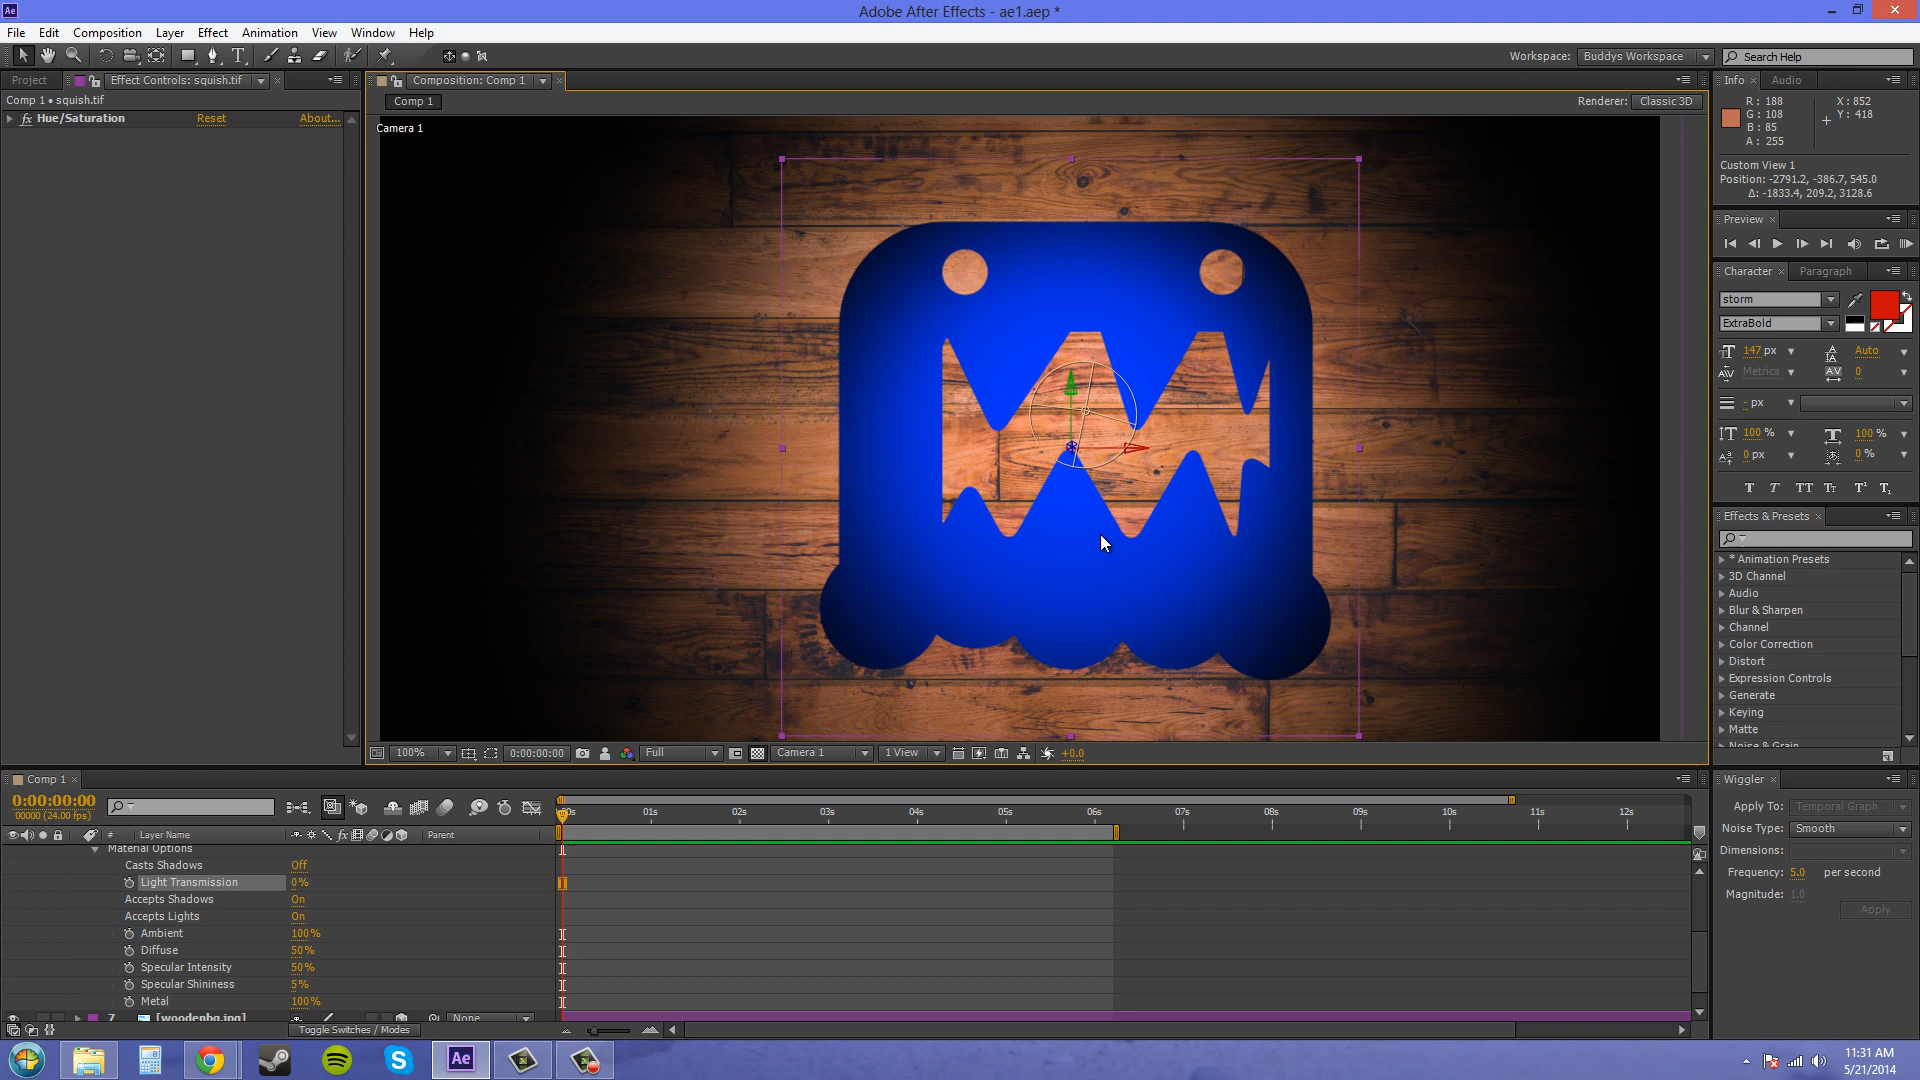 Adobe After Effects - ae1.aep *
File Edit Composition Layer Effect Animation View Window Help
Workspace: Buddys Workspace Search Help
Project Effect Controls: squish.tif
Comp 1 • squish.tif
fx Hue/Saturation Reset About...
Composition: Comp 1
Comp 1
Renderer: Classic 3D
Camera 1
100% 0:00:00:00 Full Camera 1 1 View +0.0
Info Audio
R: 188 X: 852
G: 108 Y: 418
B: 85
A: 255
Custom View 1
Position: -2791.2, -386.7, 545.0
Δ: -1833.4, 209.2, 3128.6
Preview
Character Paragraph
storm
ExtraBold
147 px Auto
Metrics 0
- px
100 % 100 %
0 px 0 %
Effects & Presets
* Animation Presets
3D Channel
Audio
Blur & Sharpen
Channel
Color Correction
Distort
Expression Controls
Generate
Keying
Matte
Noise & Grain
Comp 1
0:00:00:00
00000 (24.00 fps)
# Layer Name Parent
01s 02s 03s 04s 05s 06s 07s 08s 09s 10s 11s 12s
Material Options
Casts Shadows Off
Light Transmission 0%
Accepts Shadows On
Accepts Lights On
Ambient 100%
Diffuse 50%
Specular Intensity 50%
Specular Shininess 5%
Metal 100%
7 [woodenbg.jpg] None
Toggle Switches / Modes
Wiggler
Apply To: Temporal Graph
Noise Type: Smooth
Dimensions:
Frequency: 5.0 per second
Magnitude: 1.0
Apply
Ae
11:31 AM
5/21/2014